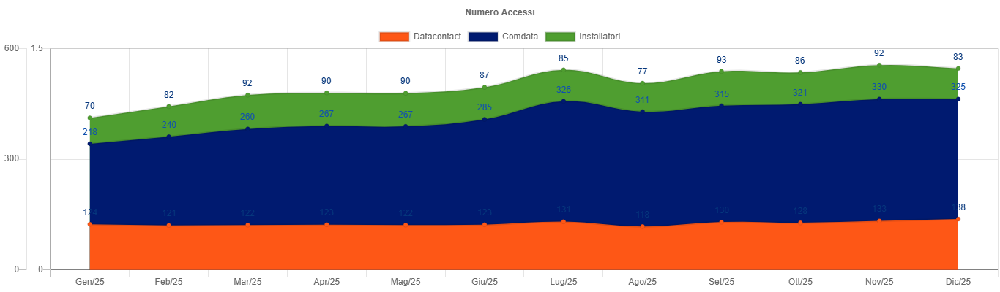 Numero Accessi
Datacontact Comdata Installatori
600 1.5
70 82 92 90 90 87 85 77 93 86 92 83
218 240 260 267 267 285 326 311 315 321 330 325
300
124 121 122 123 122 123 131 118 130 128 133 138
0 0
Gen/25 Feb/25 Mar/25 Apr/25 Mag/25 Giu/25 Lug/25 Ago/25 Set/25 Ott/25 Nov/25 Dic/25